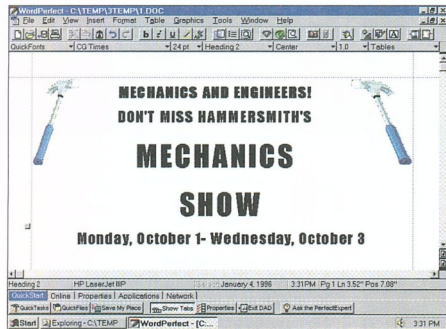 WordPerfect - C:\TEMP\3TEMP\1.DOC
File Edit View Insert Format Table Graphics Tools Window Help
QuickFonts CG Times 24 pt Heading 2 Center 1.0 Tables
MECHANICS AND ENGINEERS!
DON'T MISS HAMMERSMITH'S
MECHANICS
SHOW
Monday, October 1- Wednesday, October 3
Heading 2 HP LaserJet IIIP January 4, 1996 3:31PM Pg 1 Ln 3.52" Pos 7.08"
QuickStart Online Properties Applications Network
QuickTasks QuickFiles Save My Place Show Tabs Properties Exit DAD Ask the PerfectExpert
Start Exploring - C:\TEMP WordPerfect - [C:... 3:31 PM